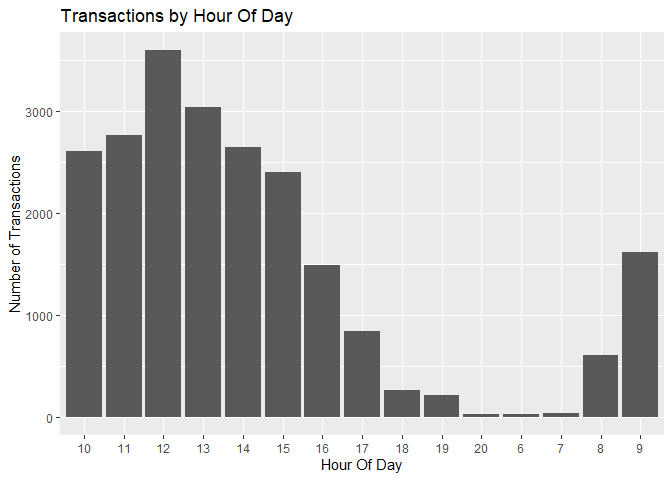 Transactions by Hour Of Day
Number of Transactions
3000
2000
1000
0
10 11 12 13 14 15 16 17 18 19 20 6 7 8 9
Hour Of Day